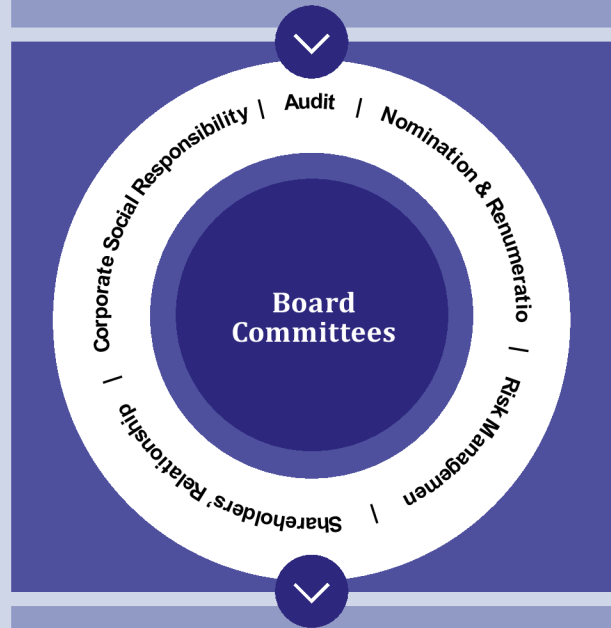 Audit |
Nomination & Renumeratio |
Risk Managemen |
Shareholders’ Relationship |
Corporate Social Responsibility |
Board
Committees